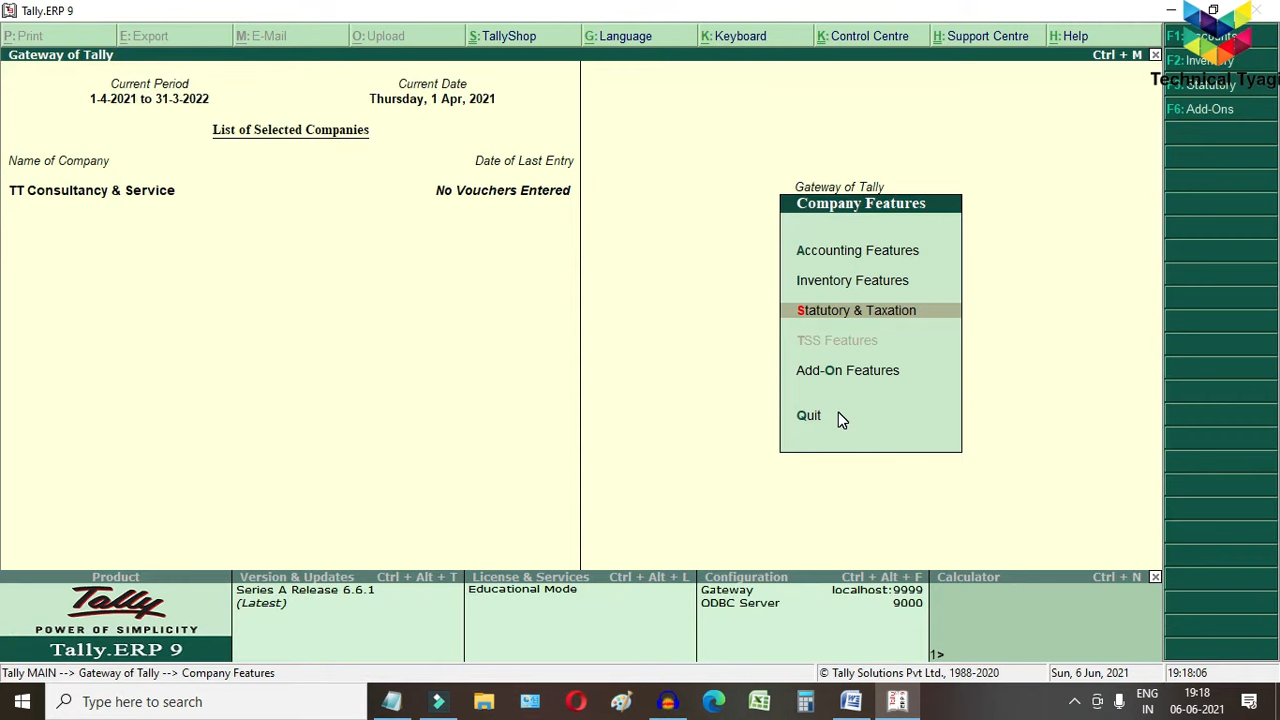 Tally.ERP 9
P: Print
E: Export
M: E-Mail
O: Upload
S: TallyShop
G: Language
K: Keyboard
K: Control Centre
H: Support Centre
H: Help
F1: Accounts
Gateway of Tally
Ctrl + M
F2: Inventory
Technical Tyagi
F3: Statutory
F6: Add-Ons
Current Period
1-4-2021 to 31-3-2022
Current Date
Thursday, 1 Apr, 2021
List of Selected Companies
Name of Company
Date of Last Entry
TT Consultancy & Service
No Vouchers Entered
Gateway of Tally
Company Features
Accounting Features
Inventory Features
Statutory & Taxation
TSS Features
Add-On Features
Quit
Product
Tally
POWER OF SIMPLICITY
Tally.ERP 9
Version & Updates
Ctrl + Alt + T
Series A Release 6.6.1
(Latest)
License & Services
Ctrl + Alt + L
Educational Mode
Configuration
Ctrl + Alt + F
Gateway
localhost:9999
ODBC Server
9000
Calculator
Ctrl + N
1>
Tally MAIN --> Gateway of Tally --> Company Features
© Tally Solutions Pvt Ltd., 1988-2020
Sun, 6 Jun, 2021
19:18:06
Type here to search
ENG
IN
19:18
06-06-2021